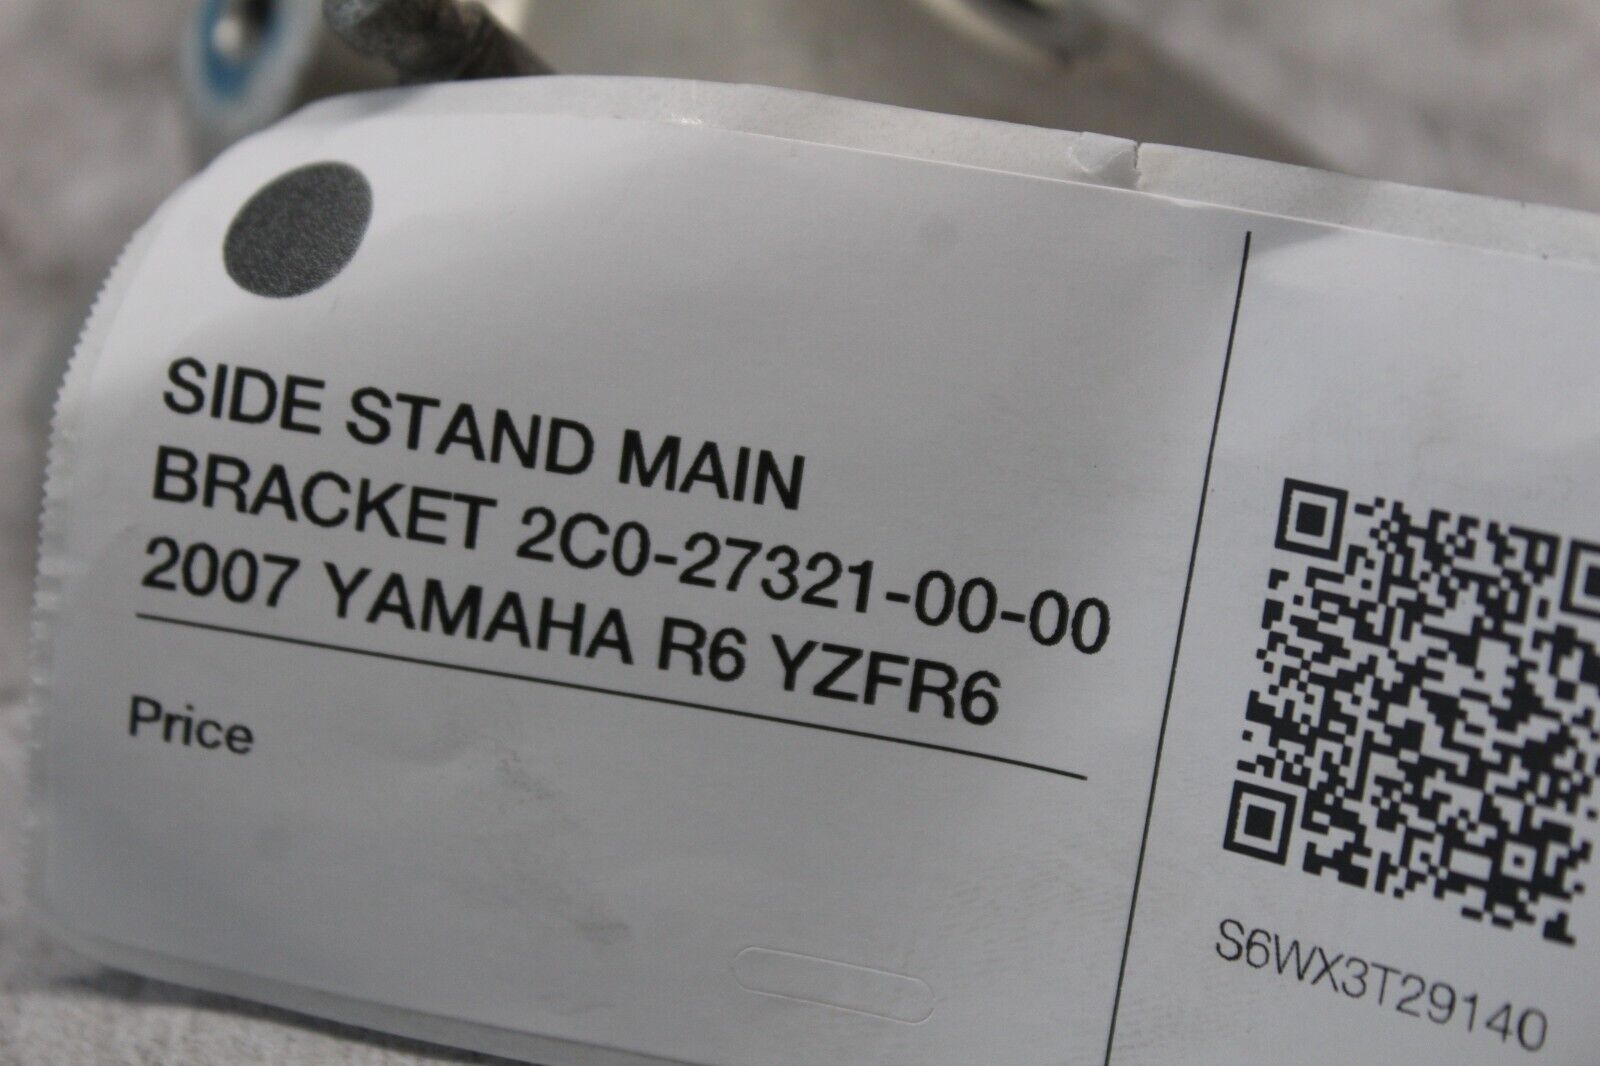 SIDE STAND MAIN
BRACKET 2C0-27321-00-00
2007 YAMAHA R6 YZFR6
Price
S6WX3T29140